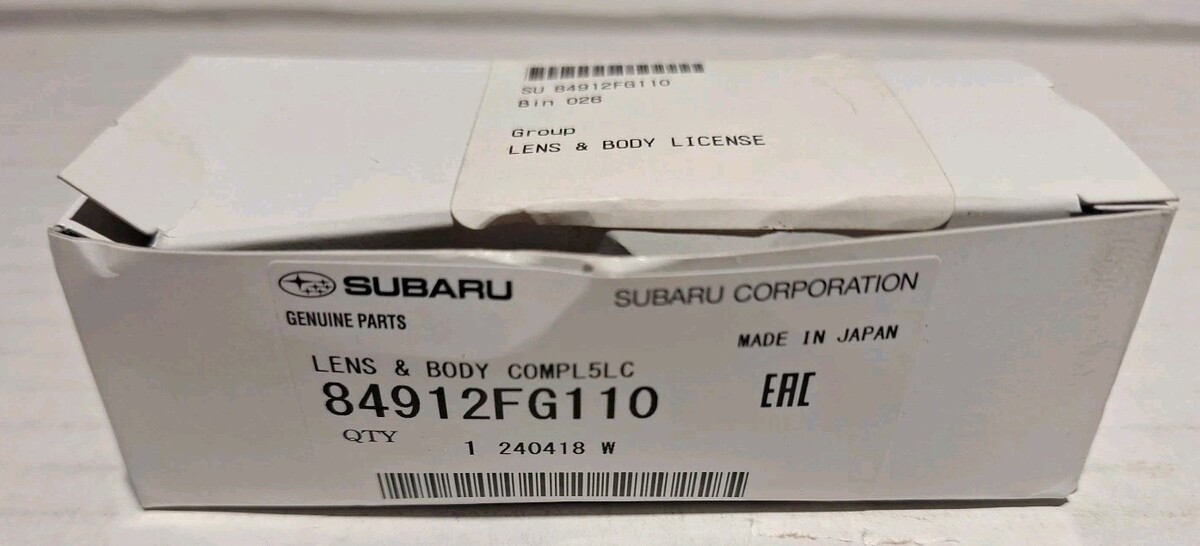 SU 84912FG110
Bin 026
Group
LENS & BODY LICENSE
SUBARU
SUBARU CORPORATION
GENUINE PARTS
MADE IN JAPAN
LENS & BODY COMPL5LC
84912FG110
EAC
QTY
1 240418 W